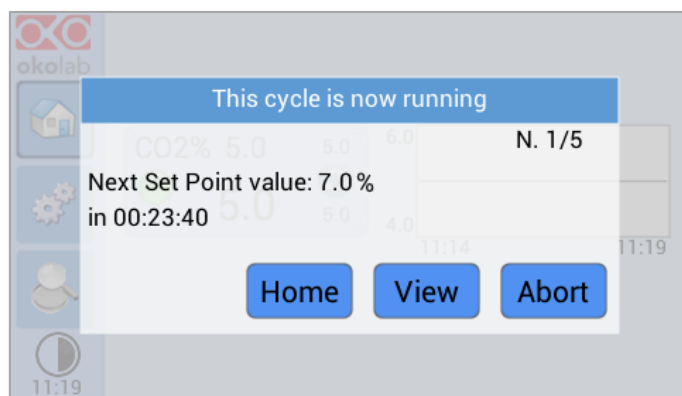 okolab
This cycle is now running
N. 1/5
CO2% 5.0 5.0 6.0
Next Set Point value: 7.0%
in 00:23:40
5.0 5.0 4.0
11:14 11:19
Home View Abort
11:19